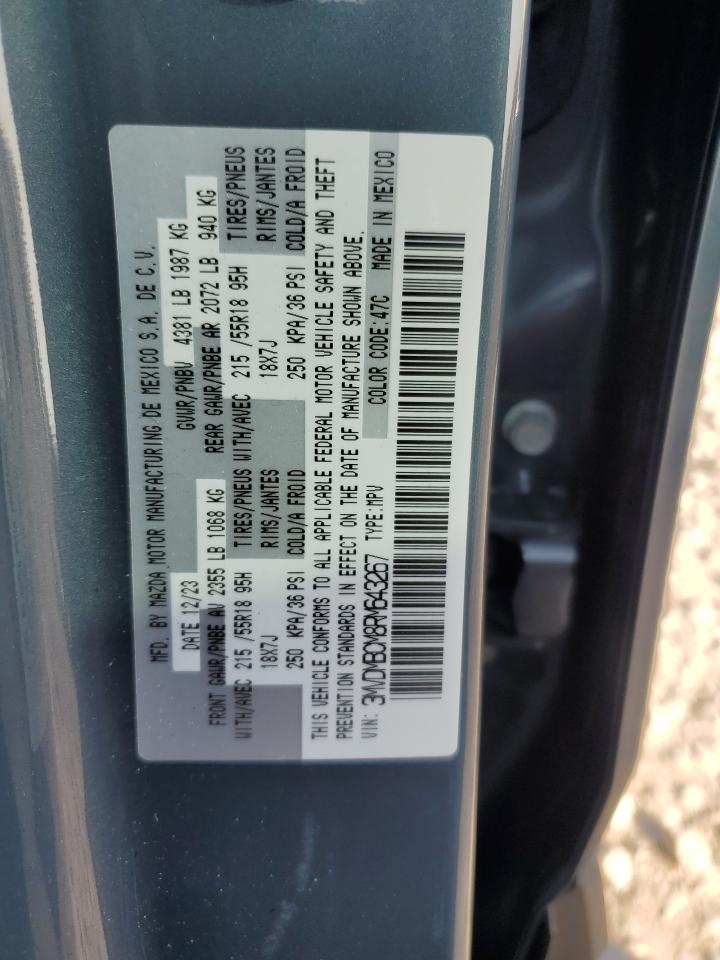 MFD. BY MAZDA MOTOR MANUFACTURING DE MEXICO S.A. DE C.V.
DATE 12/23 GVWR/PNBV 4381 LB 1987 KG
FRONT GAWR/PNBE AV 2355 LB 1068 KG REAR GAWR/PNBE AR 2072 LB 940 KG
WITH/AVEC 215 /55R18 95H TIRES/PNEUS WITH/AVEC 215 /55R18 95H TIRES/PNEUS
18X7J RIMS/JANTES 18X7J RIMS/JANTES
250 KPA/36 PSI COLD/A FROID 250 KPA/36 PSI COLD/A FROID
THIS VEHICLE CONFORMS TO ALL APPLICABLE FEDERAL MOTOR VEHICLE SAFETY AND THEFT
PREVENTION STANDARDS IN EFFECT ON THE DATE OF MANUFACTURE SHOWN ABOVE.
VIN: 3MVDMBCM8RM643267 TYPE:MPV COLOR CODE:47C MADE IN MEXICO